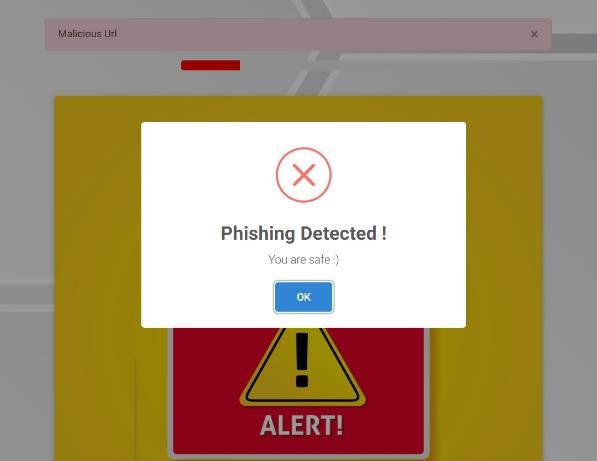 Malicious Url ×
Phishing Detected !
You are safe :)
OK
!
ALERT!